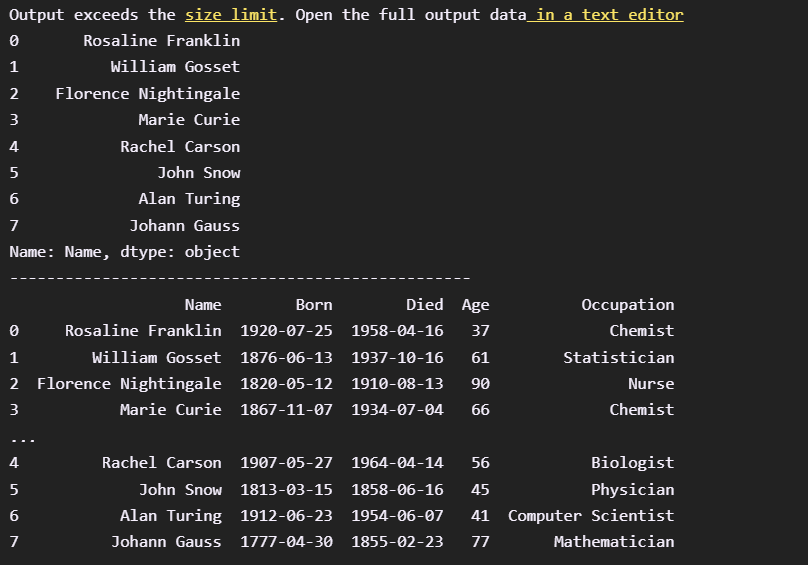 Output exceeds the size limit. Open the full output data in a text editor
0       Rosaline Franklin
1          William Gosset
2    Florence Nightingale
3             Marie Curie
4           Rachel Carson
5               John Snow
6             Alan Turing
7            Johann Gauss
Name: Name, dtype: object
--------------------------------------------------
                   Name        Born        Died  Age          Occupation
0     Rosaline Franklin  1920-07-25  1958-04-16   37             Chemist
1        William Gosset  1876-06-13  1937-10-16   61        Statistician
2  Florence Nightingale  1820-05-12  1910-08-13   90               Nurse
3           Marie Curie  1867-11-07  1934-07-04   66             Chemist
...
4         Rachel Carson  1907-05-27  1964-04-14   56           Biologist
5             John Snow  1813-03-15  1858-06-16   45           Physician
6           Alan Turing  1912-06-23  1954-06-07   41  Computer Scientist
7          Johann Gauss  1777-04-30  1855-02-23   77       Mathematician